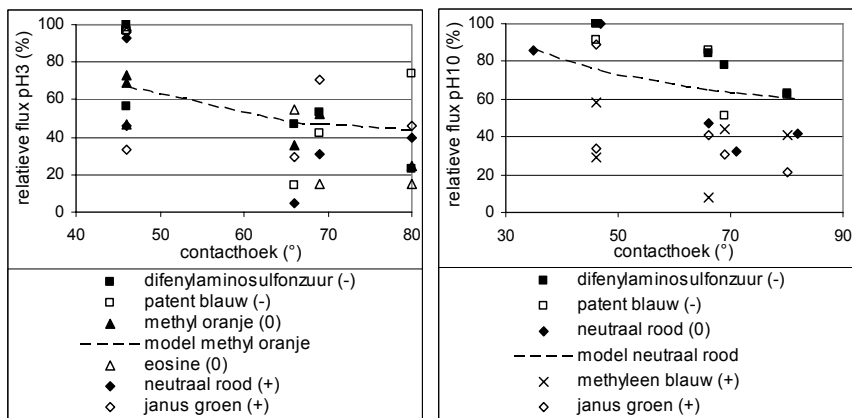 relatieve flux pH3 (%)
100
80
60
40
20
0
40 50 60 70 80
contacthoek (°)
difenylaminosulfonzuur (-)
patent blauw (-)
methyl oranje (0)
model methyl oranje
eosine (0)
neutraal rood (+)
janus groen (+)
relatieve flux pH10 (%)
100
80
60
40
20
0
30 50 70 90
contacthoek (°)
difenylaminosulfonzuur (-)
patent blauw (-)
neutraal rood (0)
model neutraal rood
methyleen blauw (+)
janus groen (+)